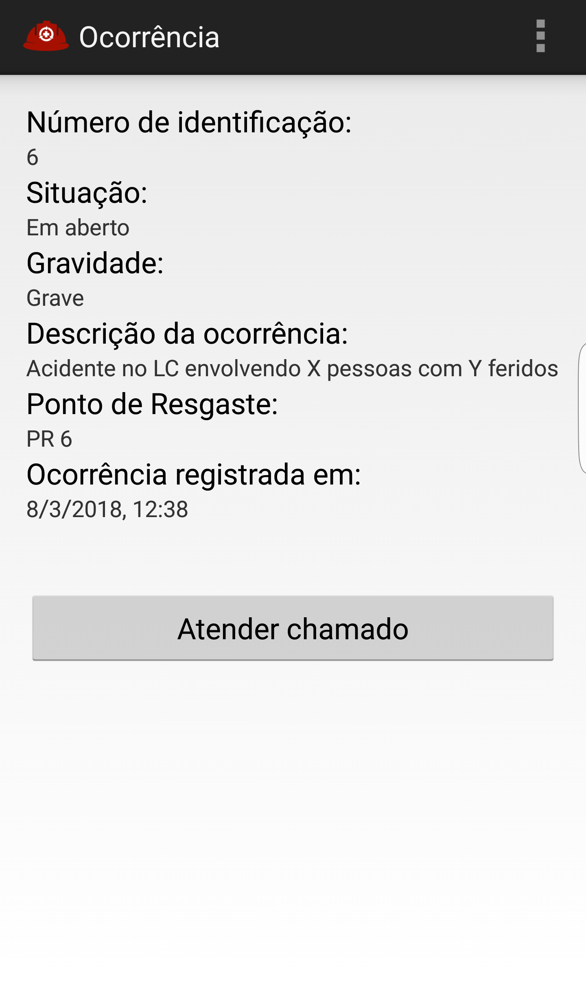 Ocorrência
Número de identificação:
6
Situação:
Em aberto
Gravidade:
Grave
Descrição da ocorrência:
Acidente no LC envolvendo X pessoas com Y feridos
Ponto de Resgaste:
PR 6
Ocorrência registrada em:
8/3/2018, 12:38
Atender chamado